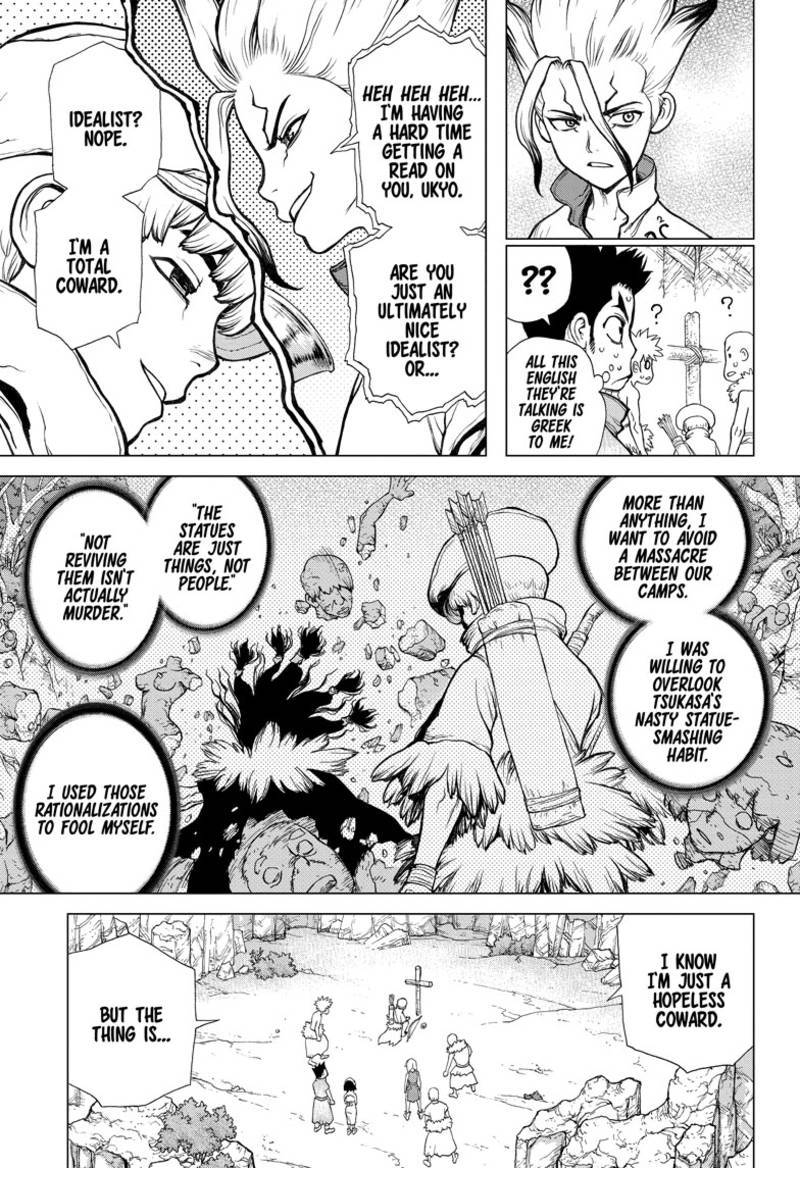 HEH HEH HEH...
I'M HAVING
A HARD TIME
GETTING A
READ ON
YOU, UKYO.
ARE YOU
JUST AN
ULTIMATELY
NICE
IDEALIST?
OR...
IDEALIST?
NOPE.
I'M A
TOTAL
COWARD.
??
?
?
ALL THIS
ENGLISH
THEY'RE
TALKING IS
GREEK
TO ME!
MORE THAN
ANYTHING, I
WANT TO AVOID
A MASSACRE
BETWEEN OUR
CAMPS.
I WAS
WILLING TO
OVERLOOK
TSUKASA'S
NASTY STATUE-
SMASHING
HABIT.
"THE
STATUES
ARE JUST
THINGS, NOT
PEOPLE."
"NOT
REVIVING
THEM ISN'T
ACTUALLY
MURDER."
I USED THOSE
RATIONALIZATIONS
TO FOOL MYSELF.
I KNOW
I'M JUST A
HOPELESS
COWARD.
BUT THE
THING IS...